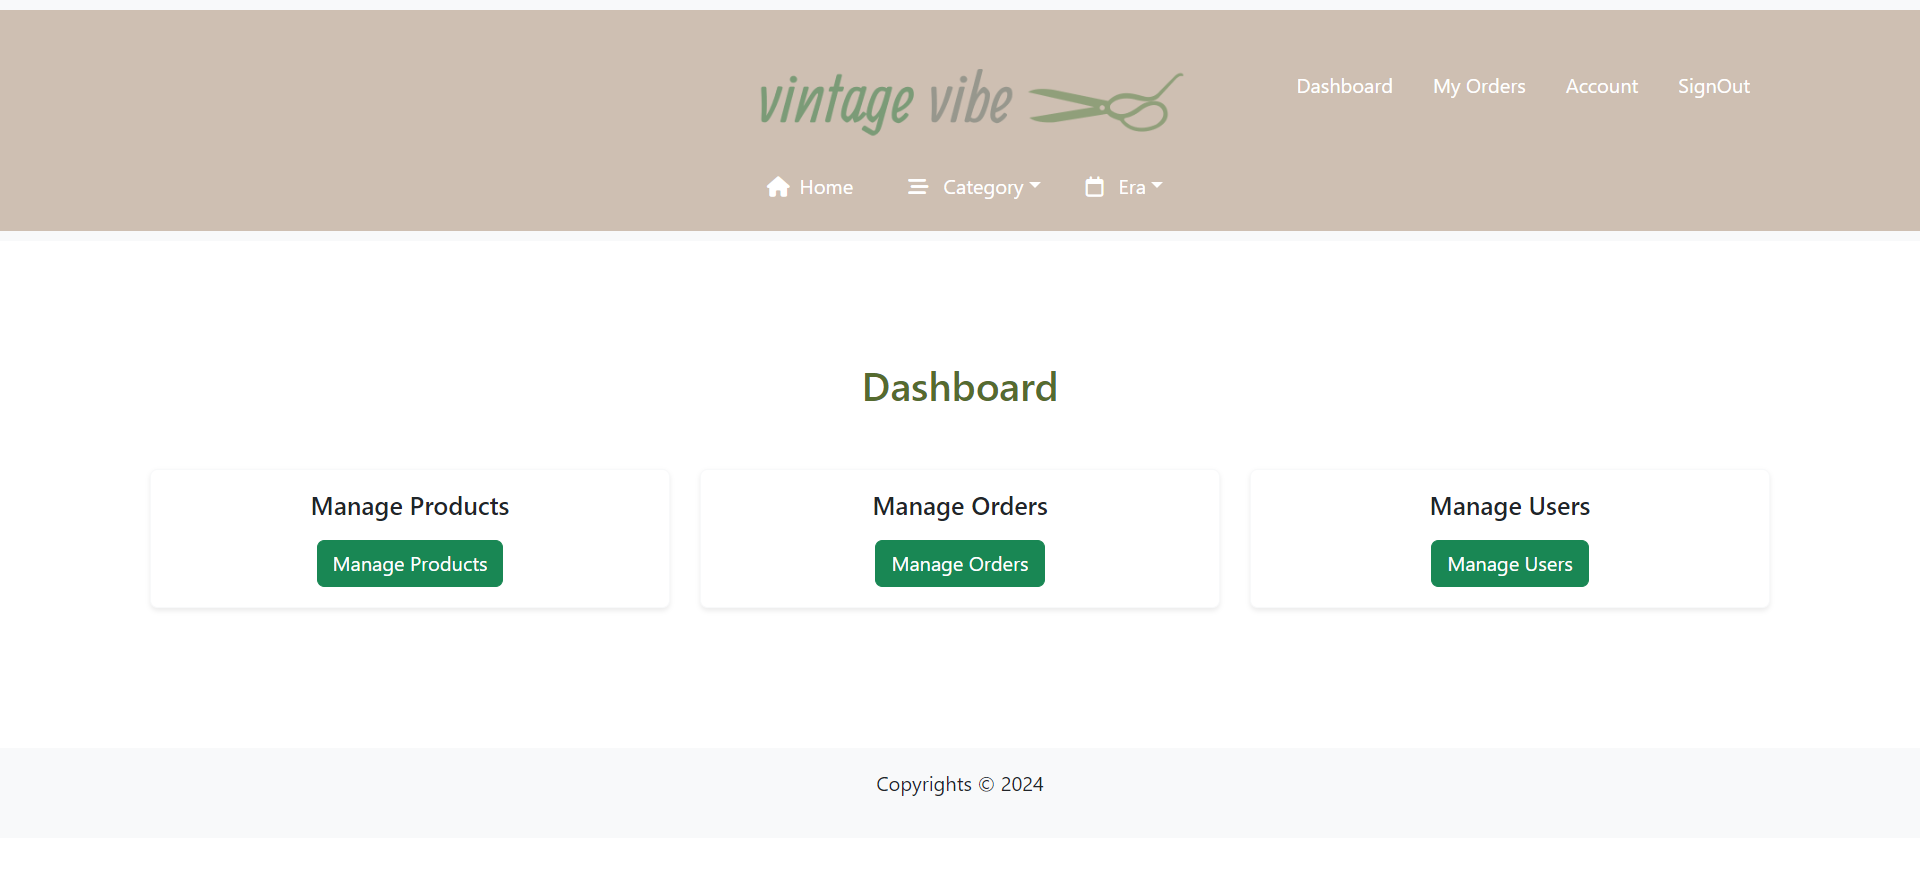 vintage vibe
Dashboard My Orders Account SignOut
Home Category Era
Dashboard
Manage Products
Manage Products
Manage Orders
Manage Orders
Manage Users
Manage Users
Copyrights © 2024